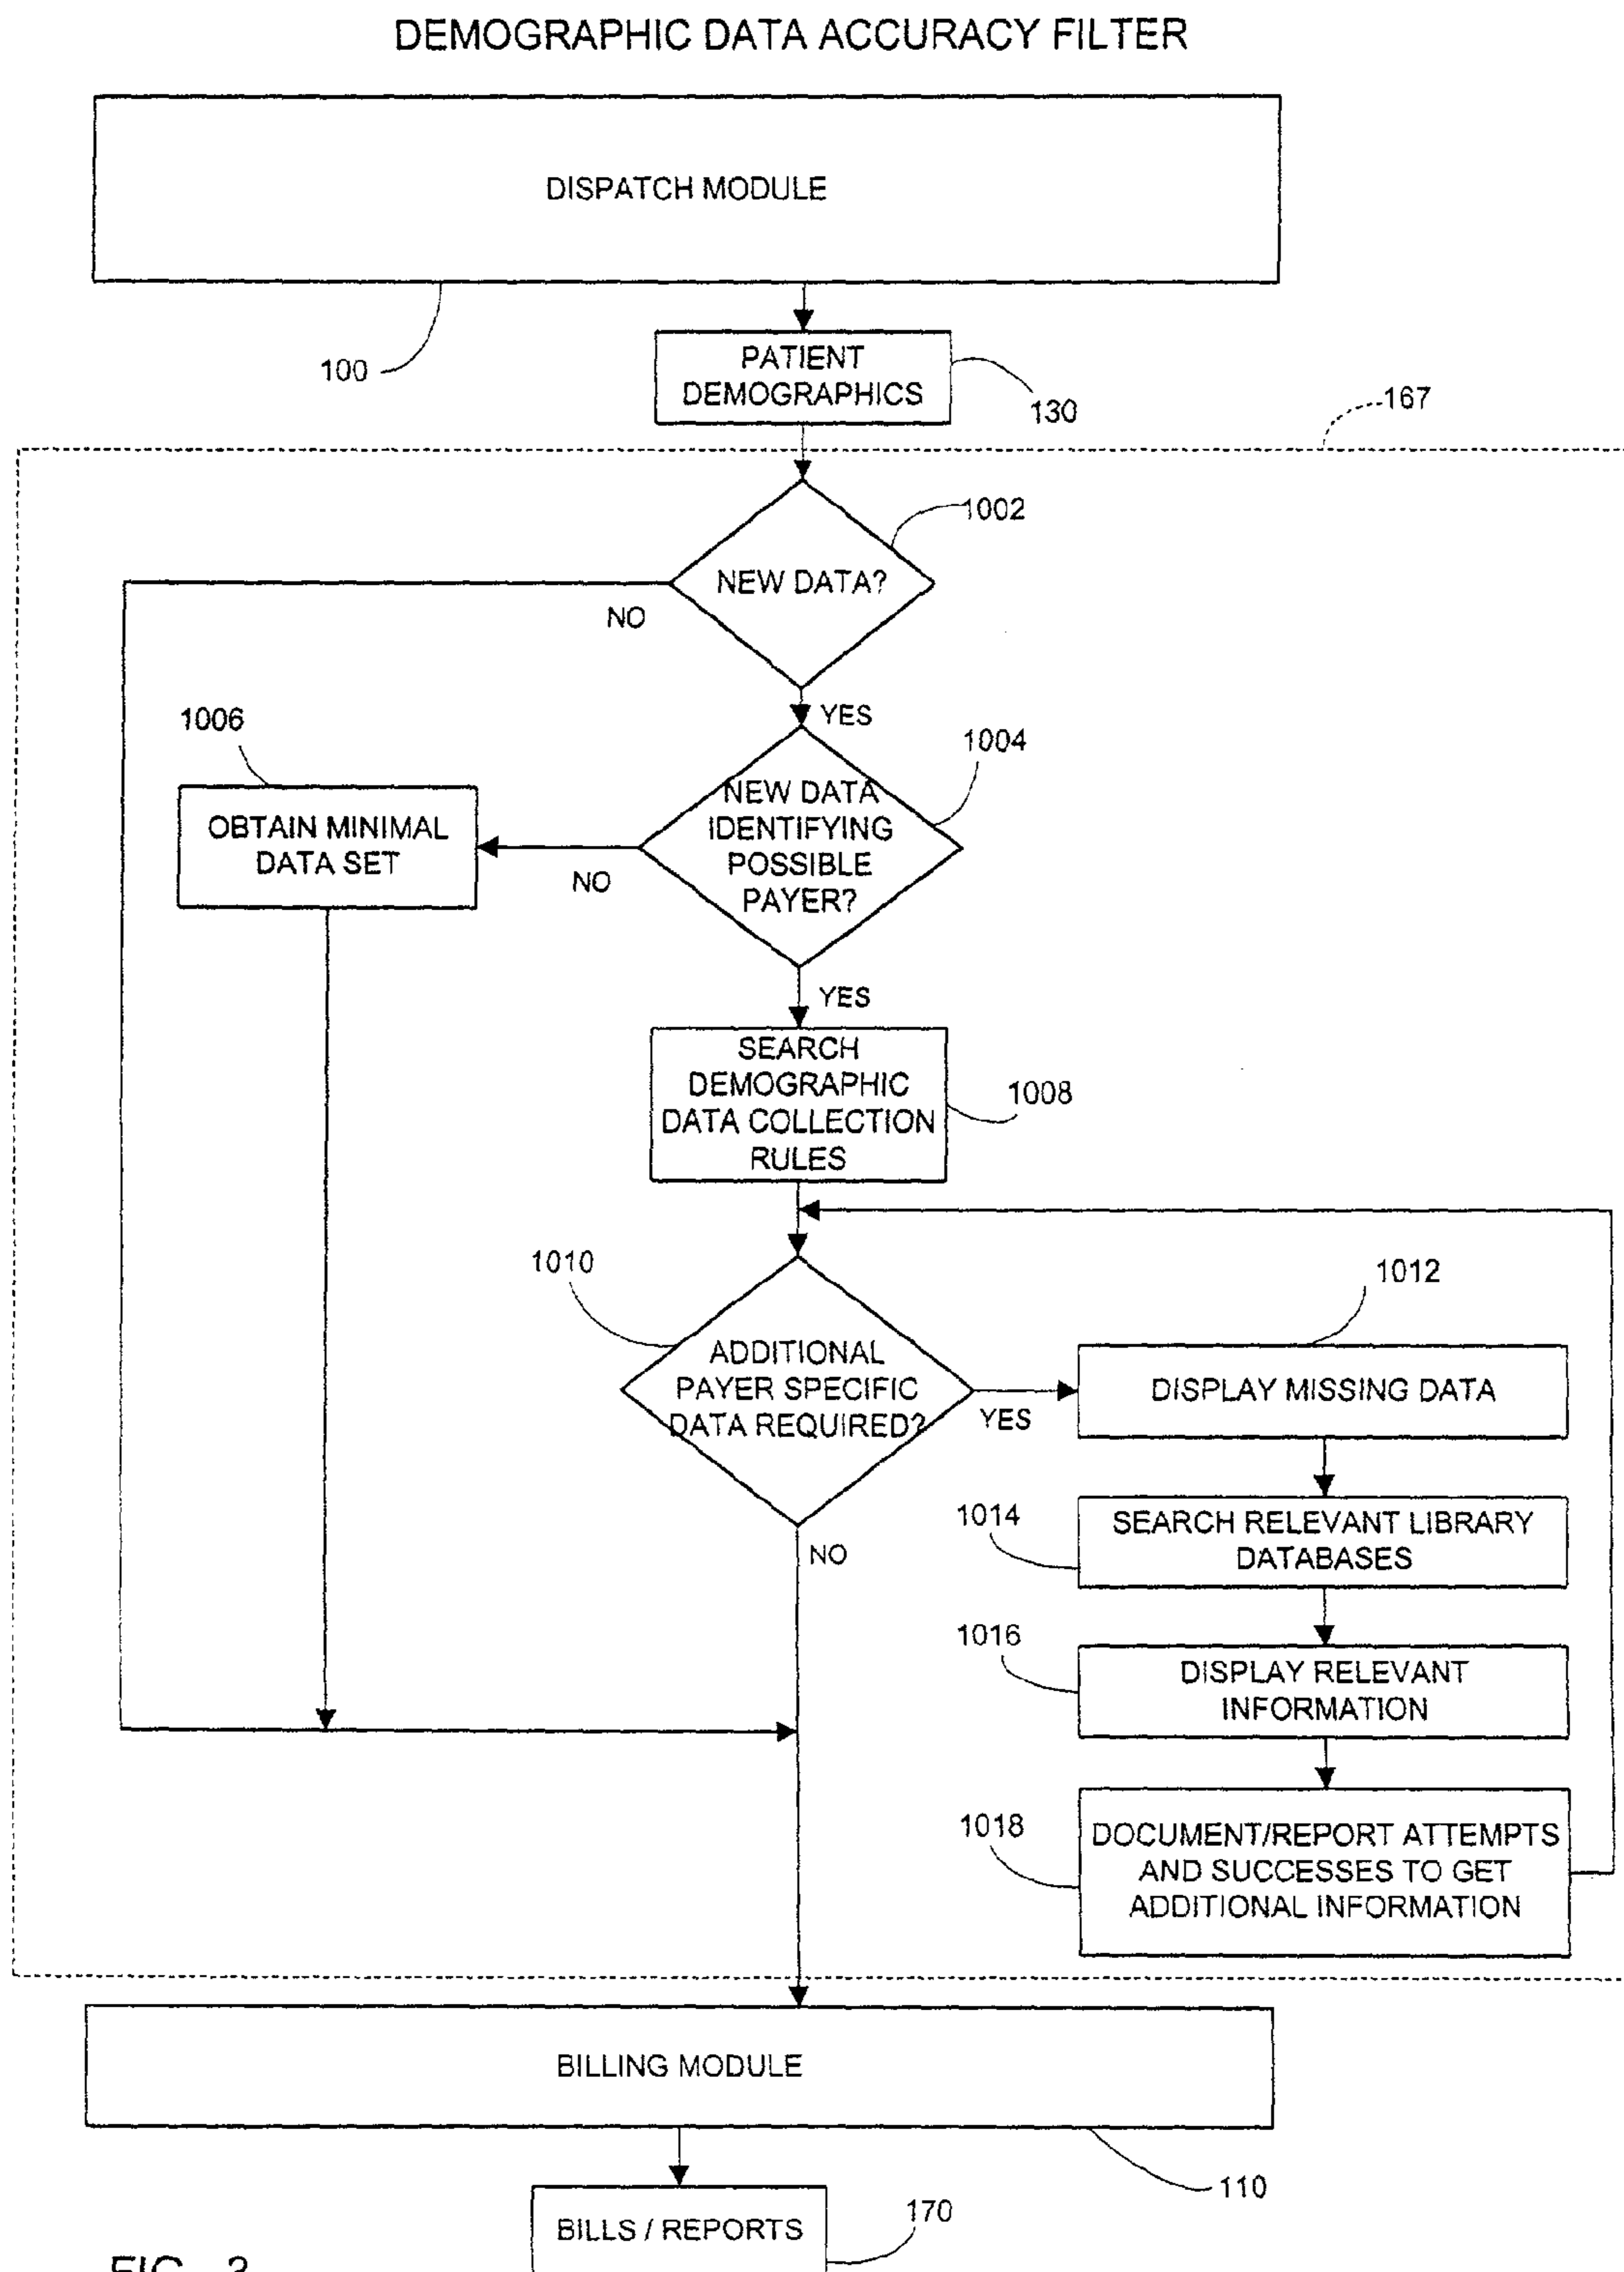 DEMOGRAPHIC DATA ACCURACY FILTER
DISPATCH MODULE
100
PATIENT
DEMOGRAPHICS
130
167
1002
NEW DATA?
NO
YES
1006
1004
OBTAIN MINIMAL
DATA SET
NEW DATA
IDENTIFYING
POSSIBLE
PAYER?
NO
YES
SEARCH
DEMOGRAPHIC
DATA COLLECTION
RULES
1008
1010
1012
ADDITIONAL
PAYER SPECIFIC
DATA REQUIRED?
YES
DISPLAY MISSING DATA
NO
1014
SEARCH RELEVANT LIBRARY
DATABASES
1016
DISPLAY RELEVANT
INFORMATION
1018
DOCUMENT/REPORT ATTEMPTS
AND SUCCESSES TO GET
ADDITIONAL INFORMATION
BILLING MODULE
110
BILLS / REPORTS
170
FIG.